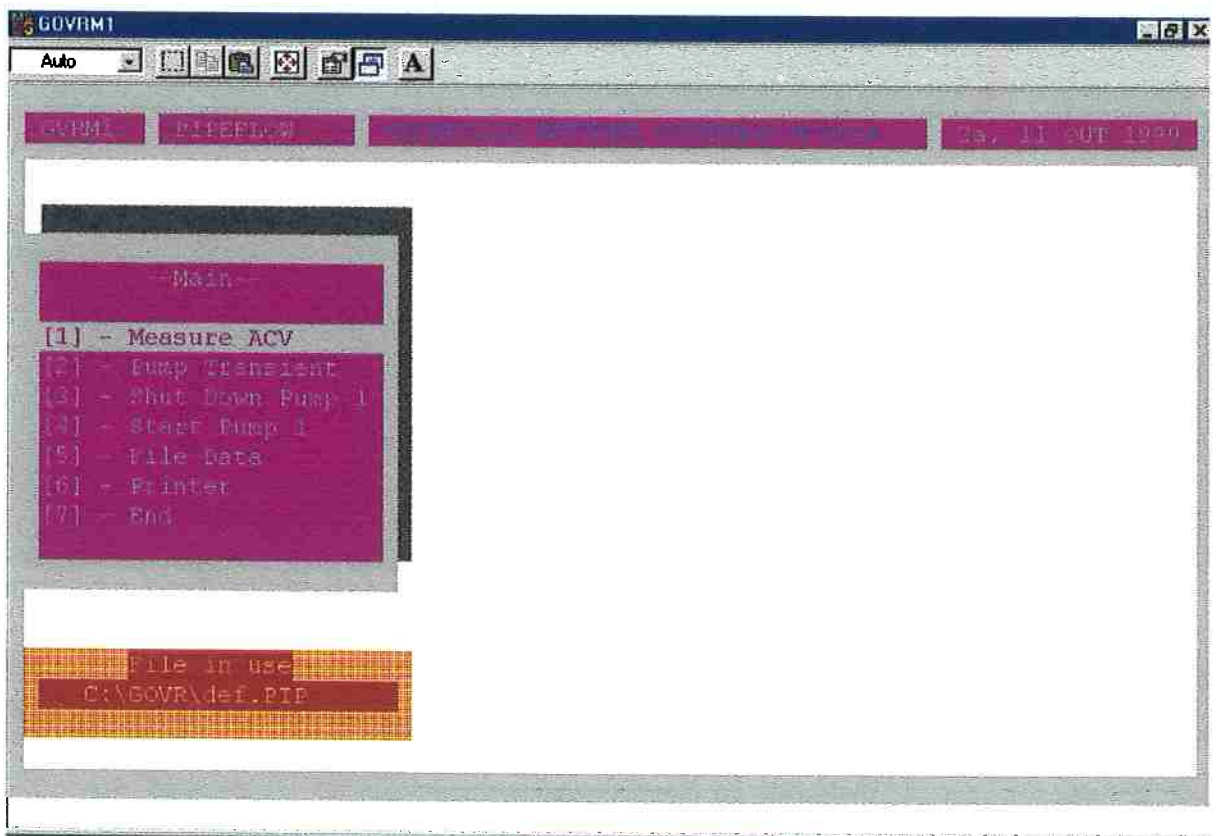 GOVRM1
Auto
A
GVRM1 PIPEFLOW
11 OUT 1999
--Main--
[1] - Measure ACV
[2] - Pump Transient
[3] - Shut Down Pump 1
[4] - Start Pump 1
[5] - File Data
[6] - Printer
[7] - End
File in use
C:\GOVR\def.PIP